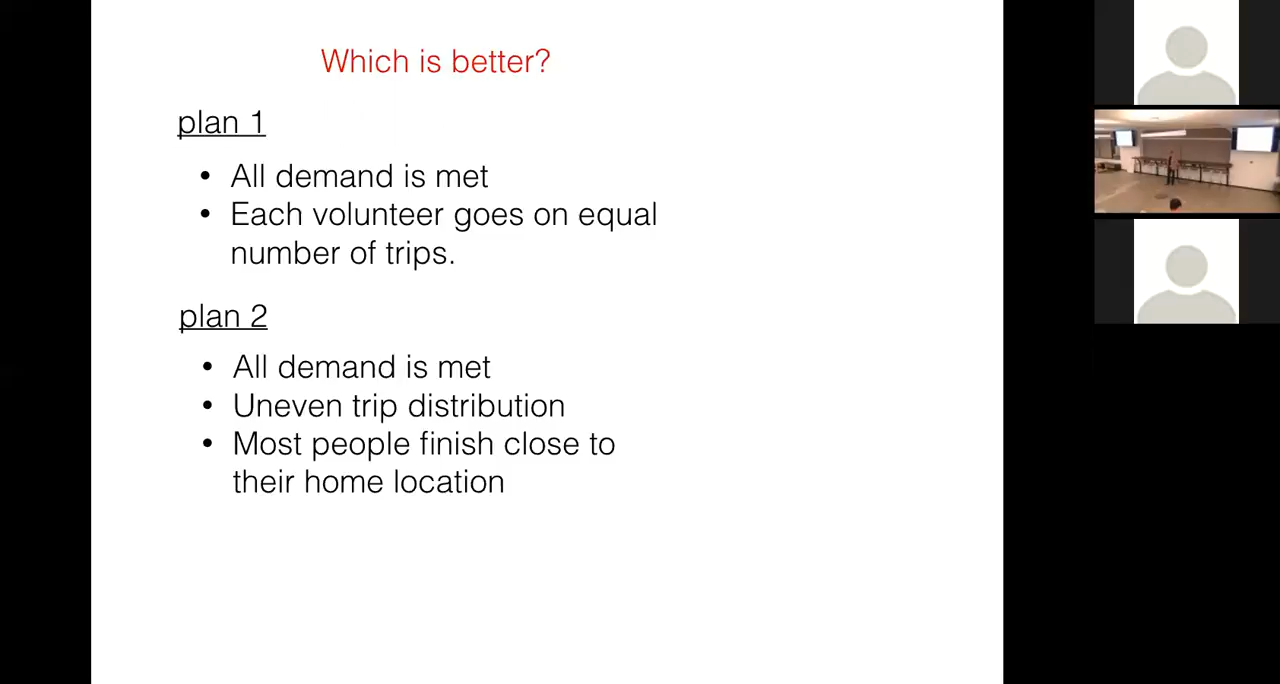 Which is better?
plan 1
• All demand is met
• Each volunteer goes on equal
number of trips.
plan 2
• All demand is met
• Uneven trip distribution
• Most people finish close to
their home location